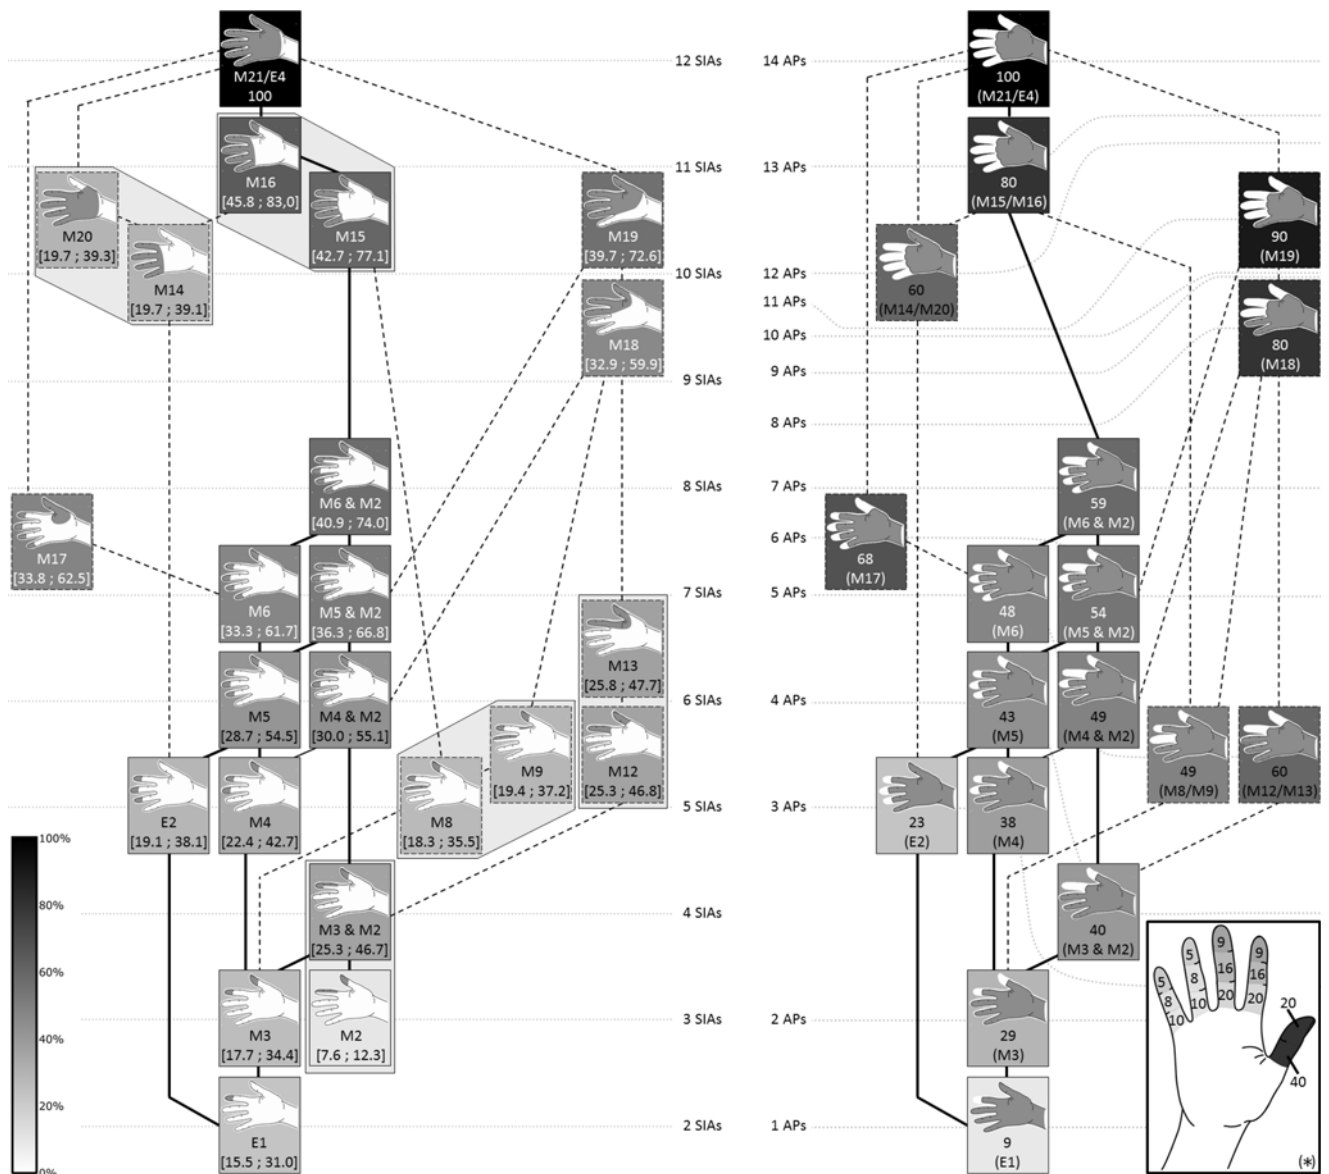 M21/E4
100
12 SIAs
M16
[45.8 ; 83,0]
11 SIAs
M20
[19.7 ; 39.3]
M15
[42.7 ; 77.1]
M19
[39.7 ; 72.6]
M14
[19.7 ; 39.1]
10 SIAs
M18
[32.9 ; 59.9]
9 SIAs
M6 & M2
[40.9 ; 74.0]
8 SIAs
M17
[33.8 ; 62.5]
M6
[33.3 ; 61.7]
M5 & M2
[36.3 ; 66.8]
7 SIAs
M13
[25.8 ; 47.7]
M5
[28.7 ; 54.5]
M4 & M2
[30.0 ; 55.1]
6 SIAs
M9
[19.4 ; 37.2]
M12
[25.3 ; 46.8]
E2
[19.1 ; 38.1]
M4
[22.4 ; 42.7]
M8
[18.3 ; 35.5]
5 SIAs
M3 & M2
[25.3 ; 46.7]
4 SIAs
M3
[17.7 ; 34.4]
M2
[7.6 ; 12.3]
3 SIAs
E1
[15.5 ; 31.0]
2 SIAs
100%
80%
60%
40%
20%
0%
14 APs
100
(M21/E4)
13 APs
80
(M15/M16)
60
(M14/M20)
90
(M19)
12 APs
11 APs
10 APs
80
(M18)
9 APs
8 APs
7 APs
59
(M6 & M2)
6 APs
68
(M17)
5 APs
48
(M6)
54
(M5 & M2)
4 APs
43
(M5)
49
(M4 & M2)
49
(M8/M9)
60
(M12/M13)
3 APs
23
(E2)
38
(M4)
40
(M3 & M2)
2 APs
29
(M3)
1 APs
9
(E1)
5
8
10
5
8
10
9
16
20
9
16
20
20
40
(*)